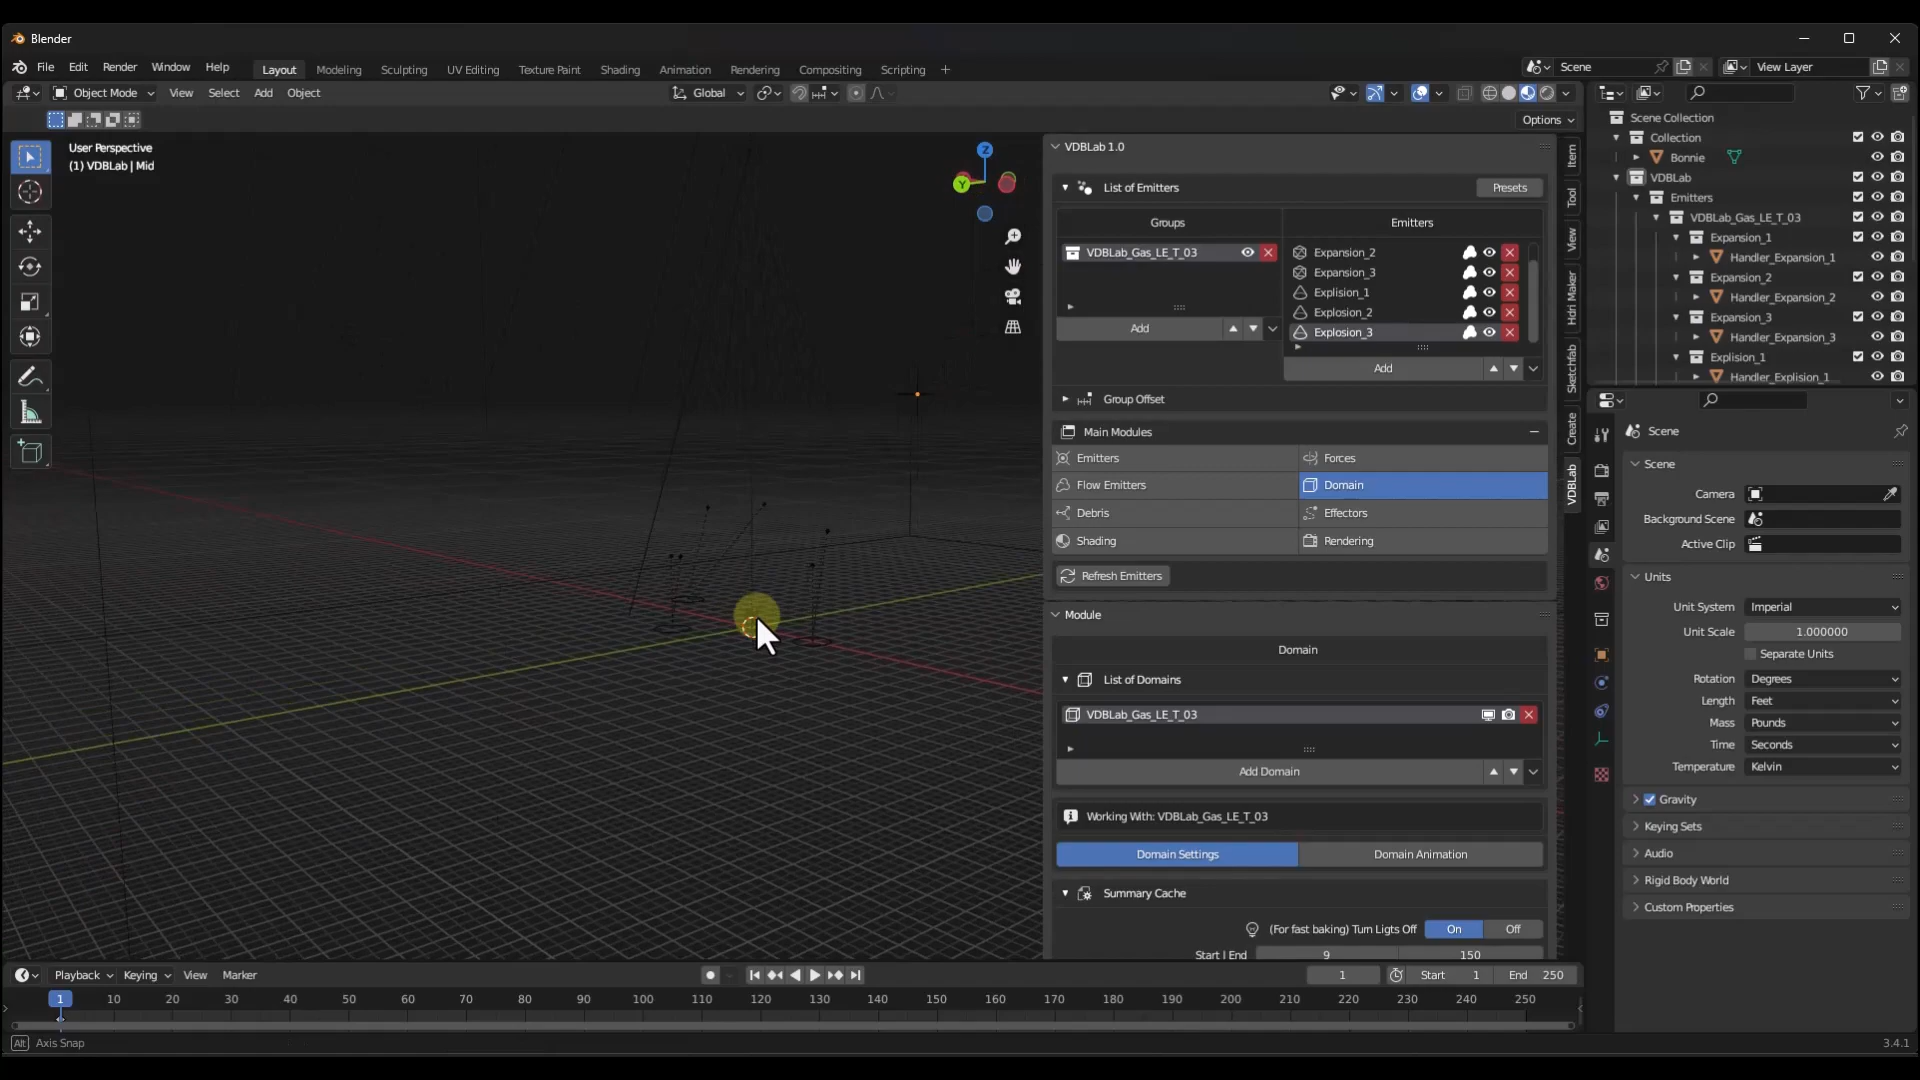 Blender
File Edit Render Window Help
Layout Modeling Sculpting UV Editing Texture Paint Shading Animation Rendering Compositing Scripting +
Scene
View Layer
Object Mode View Select Add Object
Global
Options
User Perspective
(1) VDBLab | Mid
Z
Y
VDBLab 1.0
List of Emitters
Presets
Groups
Emitters
VDBLab_Gas_LE_T_03
Expansion_2
Expansion_3
Explision_1
Explosion_2
Explosion_3
Add
Add
Group Offset
Main Modules
Emitters
Forces
Flow Emitters
Domain
Debris
Effectors
Shading
Rendering
Refresh Emitters
Module
Domain
List of Domains
VDBLab_Gas_LE_T_03
Add Domain
Working With: VDBLab_Gas_LE_T_03
Domain Settings
Domain Animation
Summary Cache
(For fast baking) Turn Ligts Off
On
Off
Start | End
9
150
Item
Tool
View
Hdri Maker
Sketchfab
Create
VDBLab
Scene Collection
Collection
Bonnie
VDBLab
Emitters
VDBLab_Gas_LE_T_03
Expansion_1
Handler_Expansion_1
Expansion_2
Handler_Expansion_2
Expansion_3
Handler_Expansion_3
Explision_1
Handler_Explision_1
Scene
Scene
Camera
Background Scene
Active Clip
Units
Unit System Imperial
Unit Scale 1.000000
Separate Units
Rotation Degrees
Length Feet
Mass Pounds
Time Seconds
Temperature Kelvin
Gravity
Keying Sets
Audio
Rigid Body World
Custom Properties
Playback Keying View Marker
1
Start 1
End 250
1 10 20 30 40 50 60 70 80 90 100 110 120 130 140 150 160 170 180 190 200 210 220 230 240 250
Alt Axis Snap
3.4.1